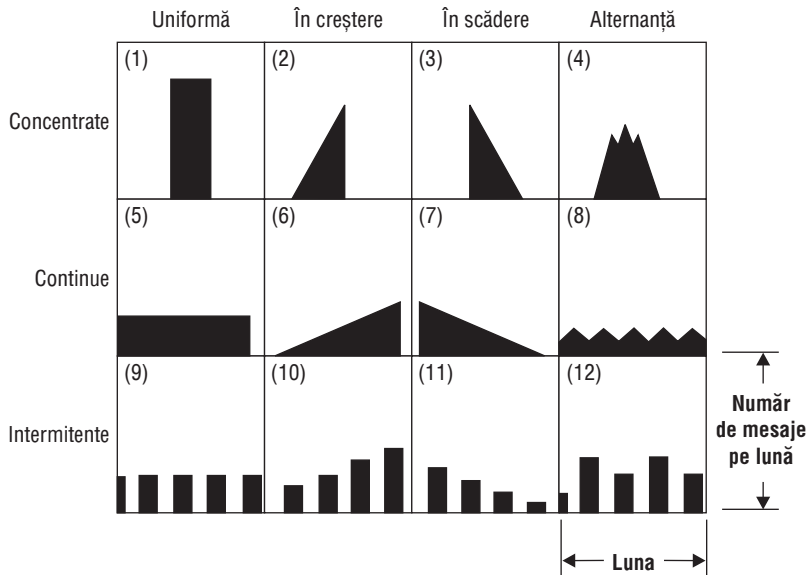 Uniformă În creștere În scădere Alternanță
(1) (2) (3) (4)
Concentrate
(5) (6) (7) (8)
Continue
(9) (10) (11) (12)
Număr
de mesaje
pe lună
Intermitente
Luna